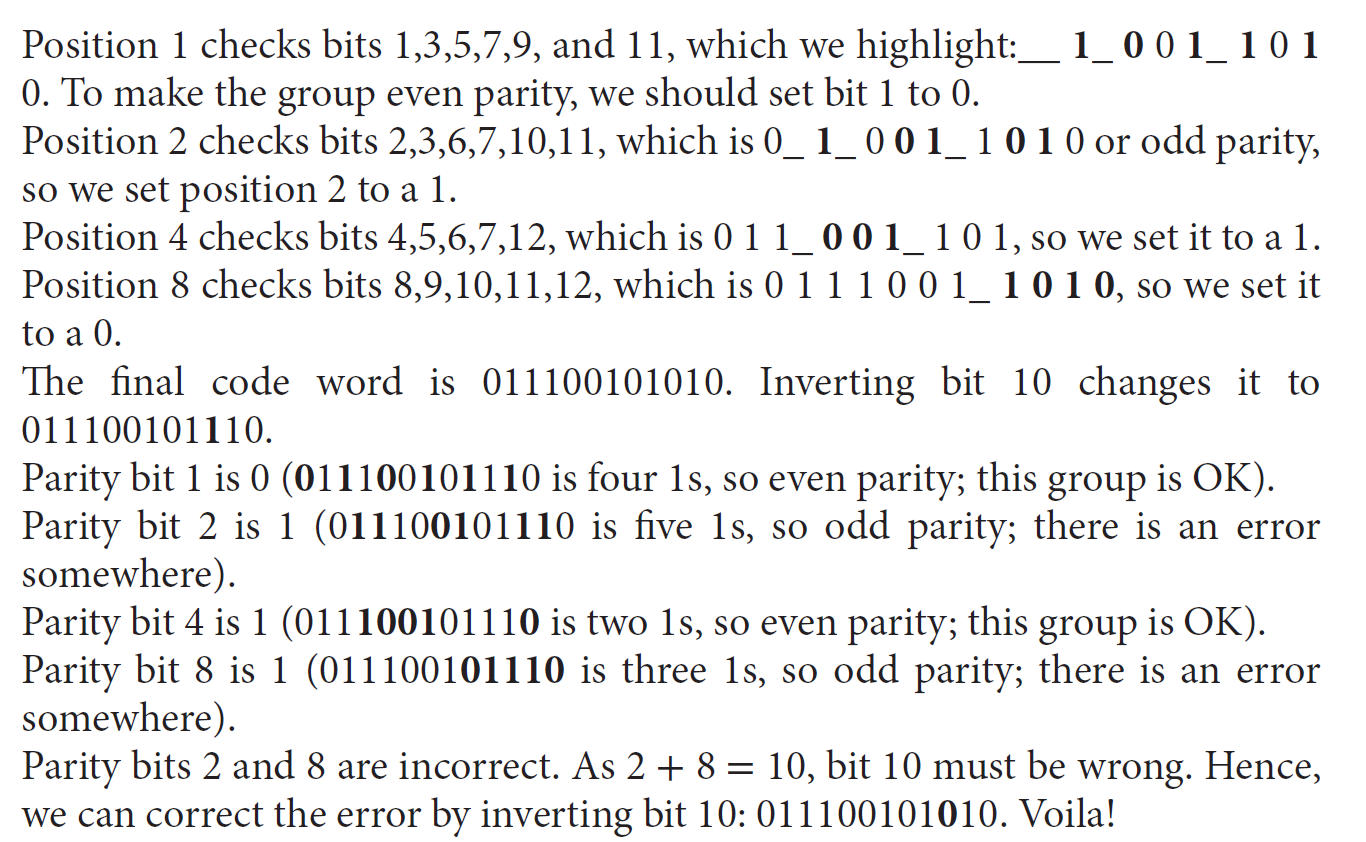 Position 1 checks bits 1,3,5,7,9, and 11, which we highlight:__ 1_ 0 0 1_ 1 0 1
0. To make the group even parity, we should set bit 1 to 0.
Position 2 checks bits 2,3,6,7,10,11, which is 0_ 1_ 0 0 1_ 1 0 1 0 or odd parity,
so we set position 2 to a 1.
Position 4 checks bits 4,5,6,7,12, which is 0 1 1_ 0 0 1_ 1 0 1, so we set it to a 1.
Position 8 checks bits 8,9,10,11,12, which is 0 1 1 1 0 0 1_ 1 0 1 0, so we set it
to a 0.
The final code word is 011100101010. Inverting bit 10 changes it to
011100101110.
Parity bit 1 is 0 (011100101110 is four 1s, so even parity; this group is OK).
Parity bit 2 is 1 (011100101110 is five 1s, so odd parity; there is an error
somewhere).
Parity bit 4 is 1 (011100101110 is two 1s, so even parity; this group is OK).
Parity bit 8 is 1 (011100101110 is three 1s, so odd parity; there is an error
somewhere).
Parity bits 2 and 8 are incorrect. As 2 + 8 = 10, bit 10 must be wrong. Hence,
we can correct the error by inverting bit 10: 011100101010. Voila!